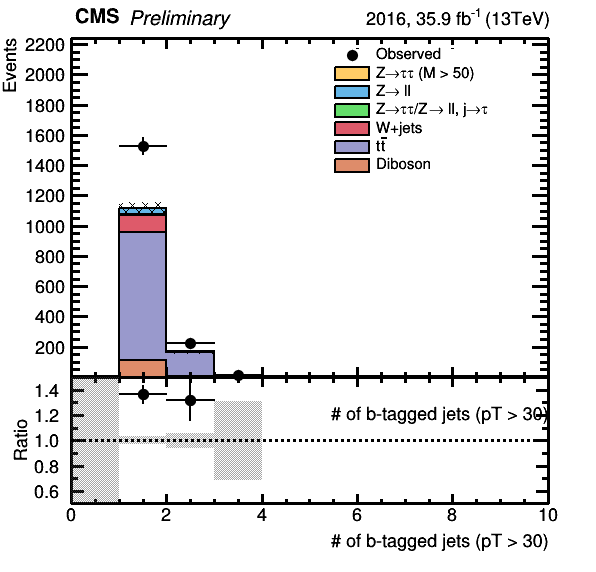 CMS Preliminary 2016, 35.9 fb⁻¹ (13TeV)
Events
2200
2000
1800
1600
1400
1200
1000
800
600
400
200
Observed
Z→ττ (M > 50)
Z→ ll
Z→ττ/Z→ ll, j→τ
W+jets
tt̅
Diboson
Ratio
1.4
1.2
1.0
0.8
0.6
# of b-tagged jets (pT > 30)
0 2 4 6 8 10
# of b-tagged jets (pT > 30)